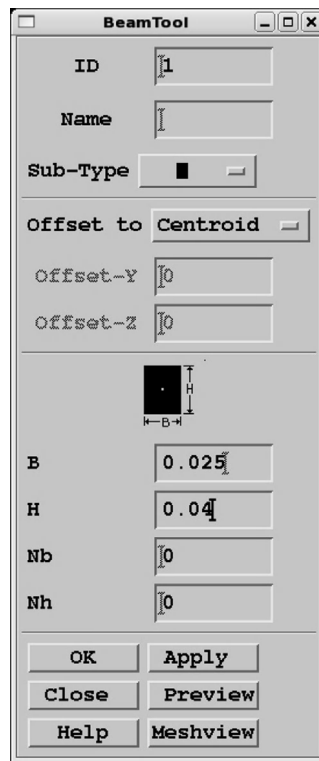 BeamTool
ID 1
Name
Sub-Type
Offset to Centroid
Offset-Y 0
Offset-Z 0
H
B
B 0.025
H 0.04
Nb 0
Nh 0
OK Apply
Close Preview
Help Meshview